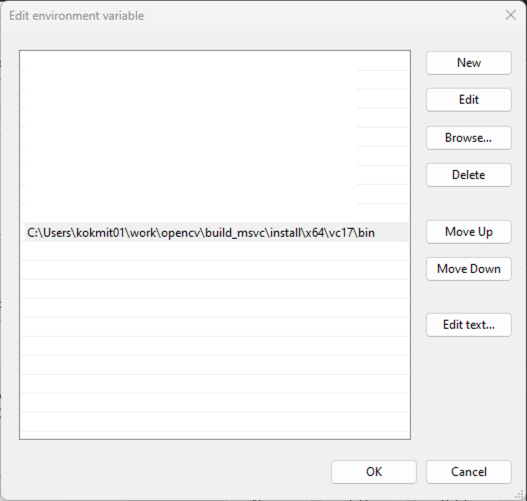 Edit environment variable
New
Edit
Browse...
Delete
C:\Users\kokmit01\work\opencv\build_msvc\install\x64\vc17\bin
Move Up
Move Down
Edit text...
OK
Cancel